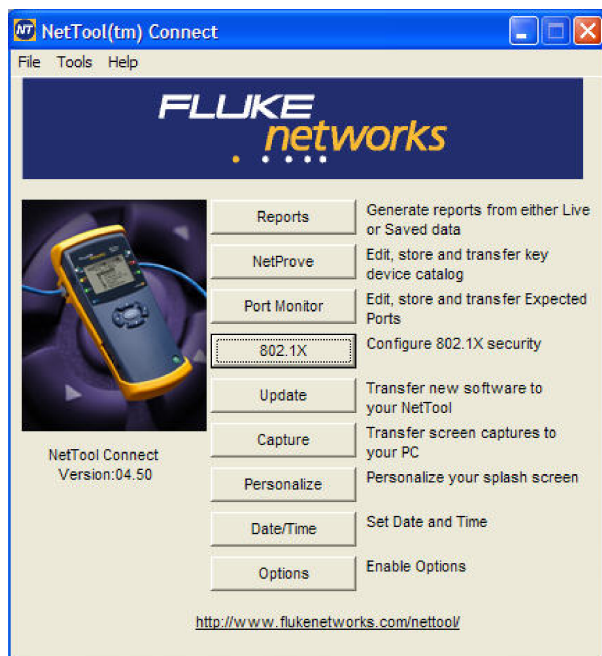 NT NetTool(tm) Connect
File Tools Help
FLUKE
networks
Reports
Generate reports from either Live
or Saved data
NetProve
Edit, store and transfer key
device catalog
Port Monitor
Edit, store and transfer Expected
Ports
802.1X
Configure 802.1X security
Update
Transfer new software to
your NetTool
Capture
Transfer screen captures to
your PC
Personalize
Personalize your splash screen
Date/Time
Set Date and Time
Options
Enable Options
NetTool Connect
Version:04.50
http://www.flukenetworks.com/nettool/